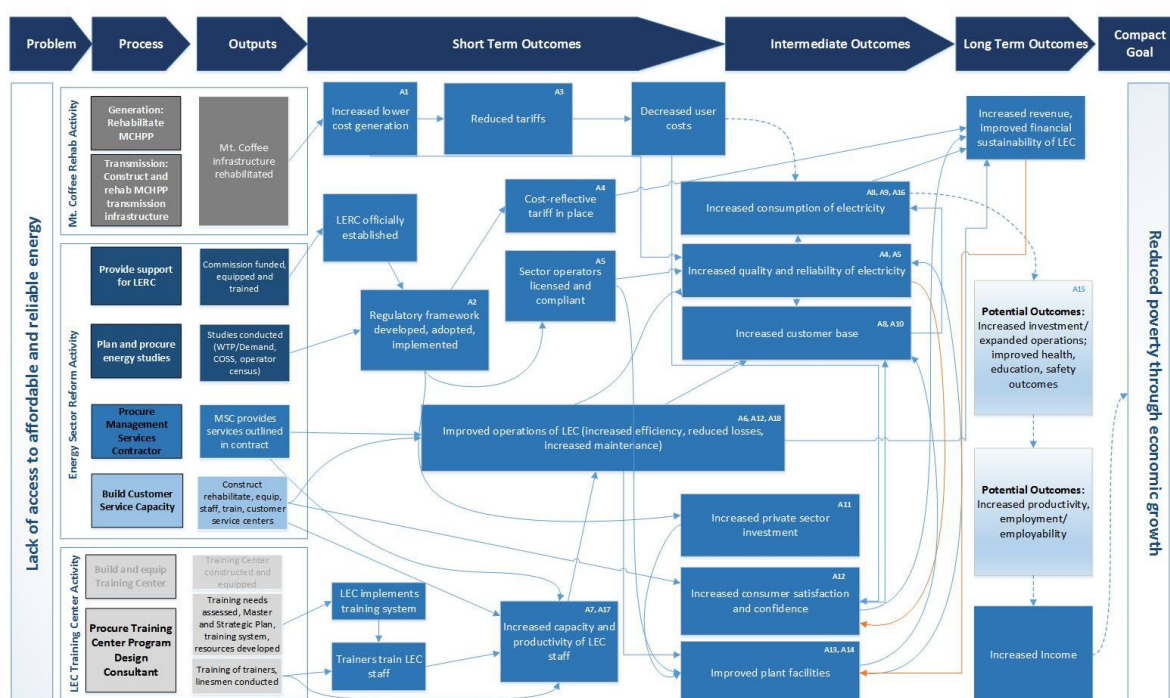 Problem
Process
Outputs
Short Term Outcomes
Intermediate Outcomes
Long Term Outcomes
Compact
Goal
Lack of access to affordable and reliable energy
Mt. Coffee Rehab Activity
Generation:
Rehabilitate
MCHPP
Transmission:
Construct and
rehab MCHPP
transmission
infrastructure
Mt. Coffee
infrastructure
rehabilitated
A1
Increased lower
cost generation
A3
Reduced tariffs
Decreased user
costs
Increased revenue,
improved financial
sustainability of LEC
A4
Cost-reflective
tariff in place
A8, A9, A16
Increased consumption of electricity
LERC officially
established
Energy Sector Reform Activity
Provide support
for LERC
Commission funded,
equipped and
trained
A5
Sector operators
licensed and
compliant
A4, A5
Increased quality and reliability of electricity
A2
Regulatory framework
developed, adopted,
implemented
A8, A10
Increased customer base
Plan and procure
energy studies
Studies conducted
(WTP/Demand,
COSS, operator
census)
A15
Potential Outcomes:
Increased investment/
expanded operations;
improved health,
education, safety
outcomes
Procure
Management
Services
Contractor
MSC provides
services outlined in
contract
A6, A12, A18
Improved operations of LEC (increased efficiency, reduced losses,
increased maintenance)
Build Customer
Service Capacity
Construct
rehabilitate, equip,
staff, train, customer
service centers
A11
Increased private sector
investment
Potential Outcomes:
Increased productivity,
employment/
employability
LEC Training Center Activity
Build and equip
Training Center
Training Center
constructed and
equipped
Procure Training
Center Program
Design
Consultant
Training needs
assessed, Master
and Strategic Plan,
training system,
resources developed
Training of trainers,
linesmen conducted
LEC implements
training system
Trainers train LEC
staff
A7, A17
Increased capacity and
productivity of LEC
staff
A12
Increased consumer satisfaction
and confidence
A13, A14
Improved plant facilities
Increased Income
Reduced poverty through economic growth